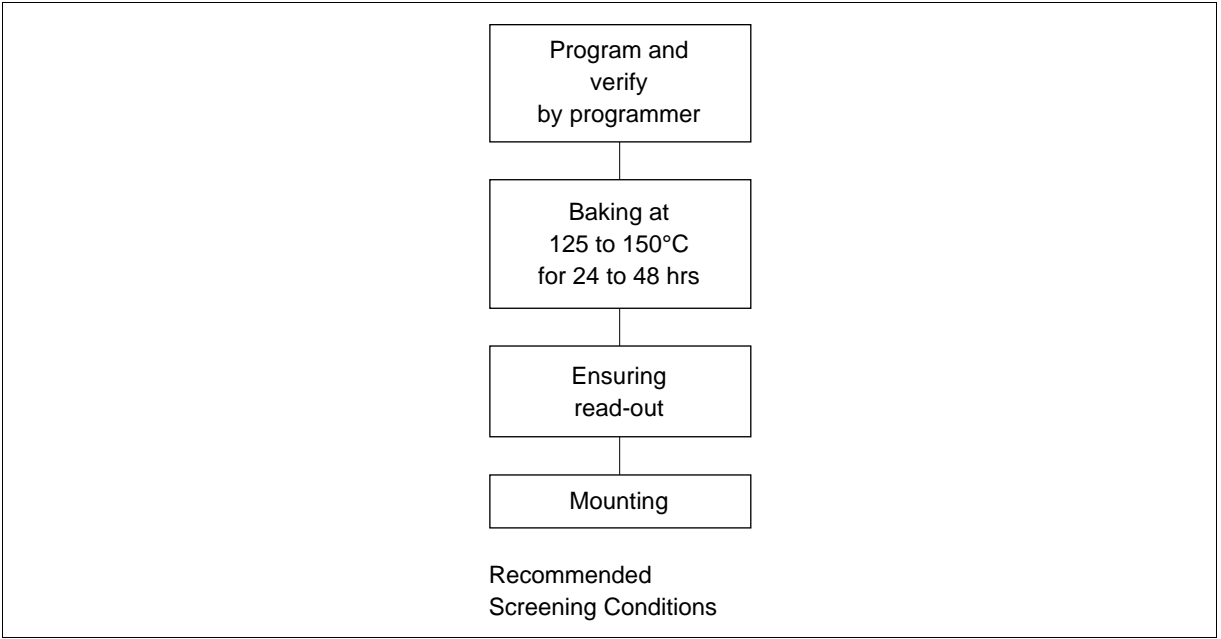 Program and
verify
by programmer
Baking at
125 to 150°C
for 24 to 48 hrs
Ensuring
read-out
Mounting
Recommended
Screening Conditions